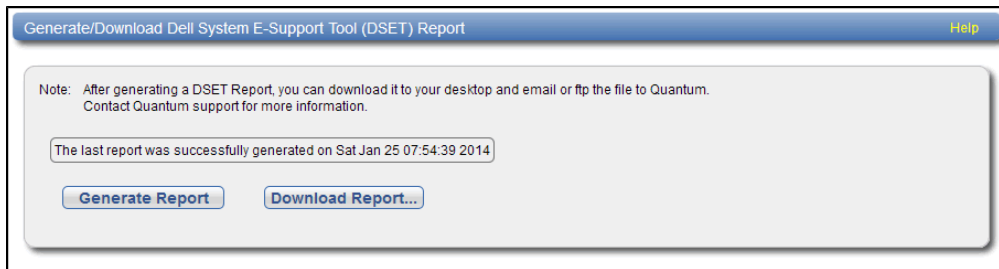 Generate/Download Dell System E-Support Tool (DSET) Report
Help
Note: After generating a DSET Report, you can download it to your desktop and email or ftp the file to Quantum.
Contact Quantum support for more information.
The last report was successfully generated on Sat Jan 25 07:54:39 2014
Generate Report
Download Report...